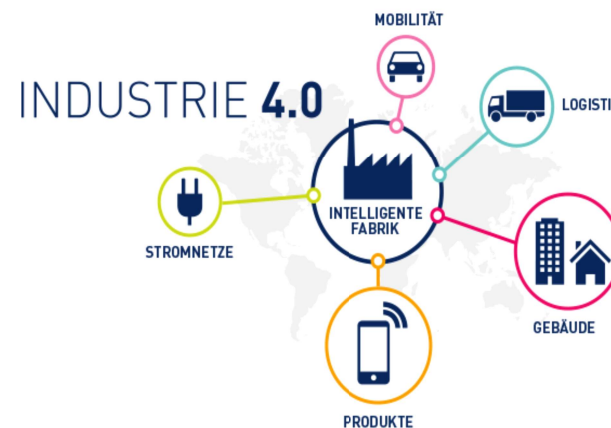 MOBILITÄT
INDUSTRIE 4.0
LOGISTI
INTELLIGENTE
FABRIK
STROMNETZE
GEBÄUDE
PRODUKTE